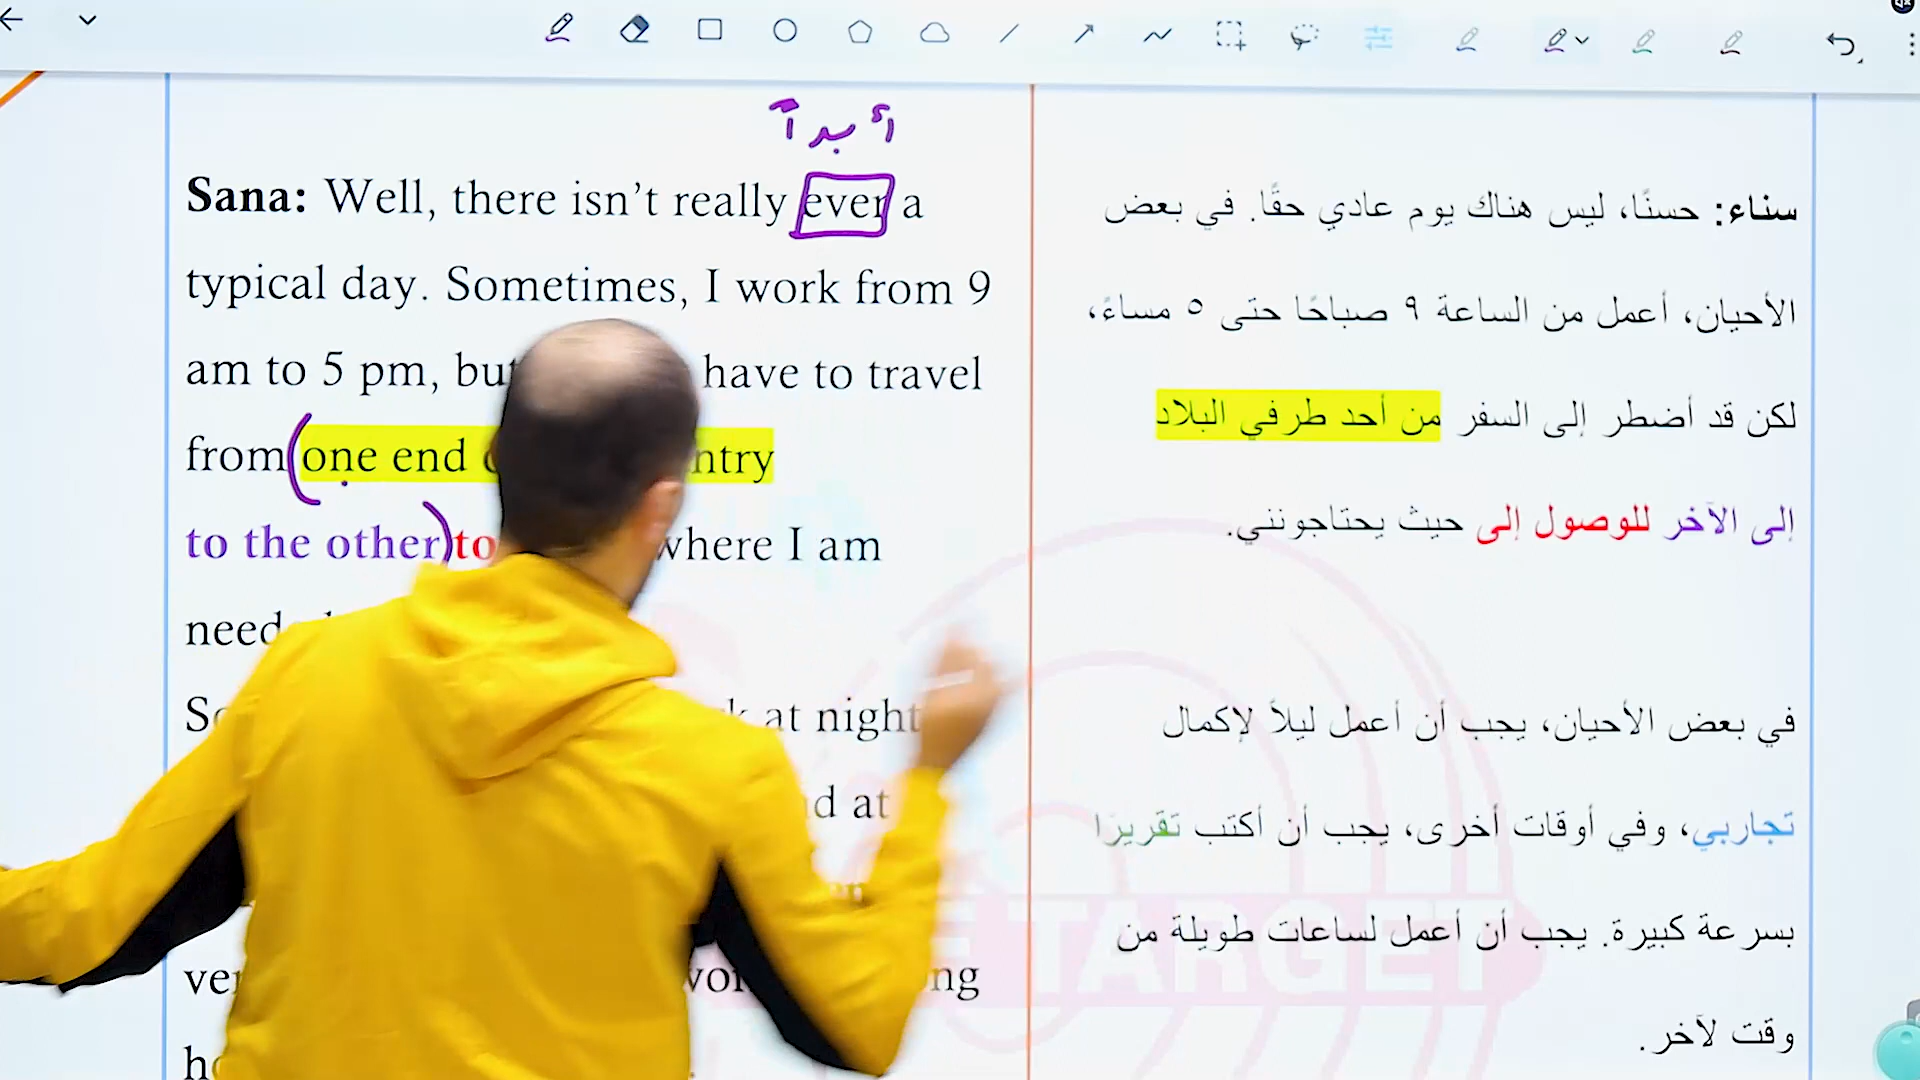 أبداً
Sana: Well, there isn't really ever a
typical day. Sometimes, I work from 9
am to 5 pm, but have to travel
from (one end
to the other) to where I am
at night
at
ng
سناء: حسنًا، ليس هناك يوم عادي حقًا. في بعض
الأحيان، أعمل من الساعة ٩ صباحًا حتى ٥ مساءً،
لكن قد أضطر إلى السفر من أحد طرفي البلاد
إلى الآخر للوصول إلى حيث يحتاجونني.
في بعض الأحيان، يجب أن أعمل ليلاً لإكمال
تجاربي، وفي أوقات أخرى، يجب أن أكتب تقريرًا
بسرعة كبيرة. يجب أن أعمل لساعات طويلة من
وقت لآخر.
TARGET